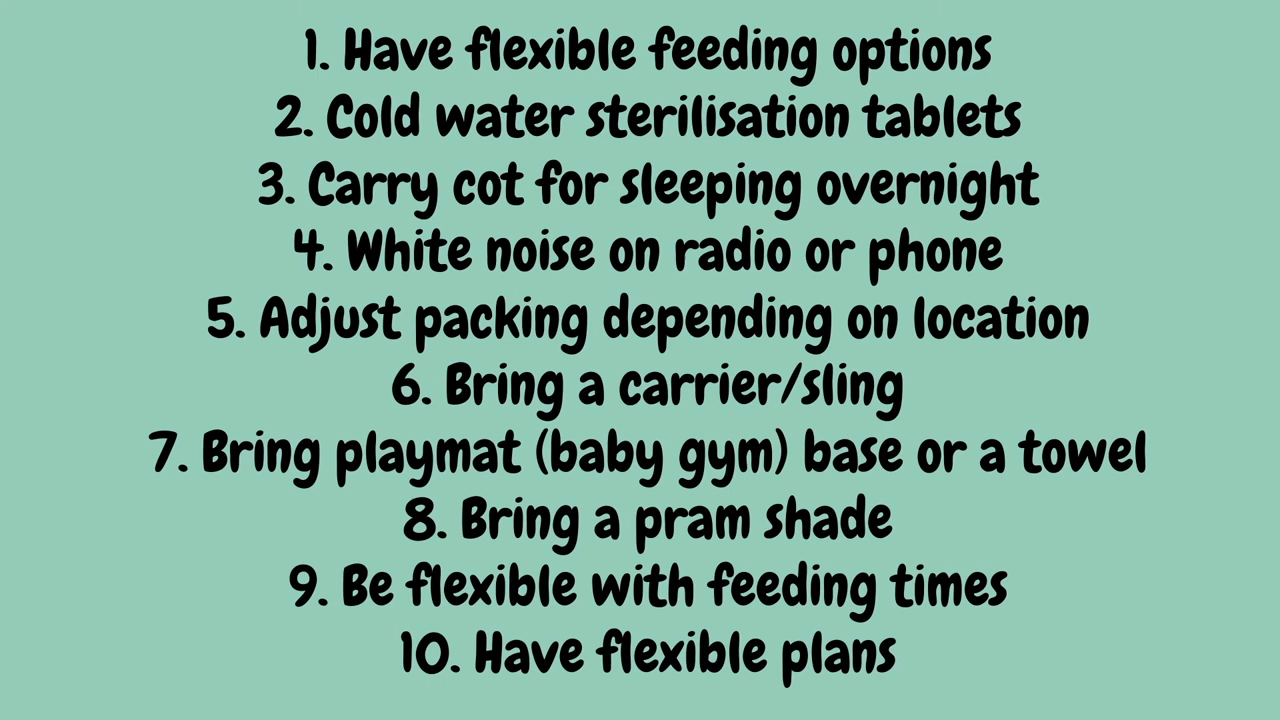 1. Have flexible feeding options
2. Cold water sterilisation tablets
3. Carry cot for sleeping overnight
4. White noise on radio or phone
5. Adjust packing depending on location
6. Bring a carrier/sling
7. Bring playmat (baby gym) base or a towel
8. Bring a pram shade
9. Be flexible with feeding times
10. Have flexible plans